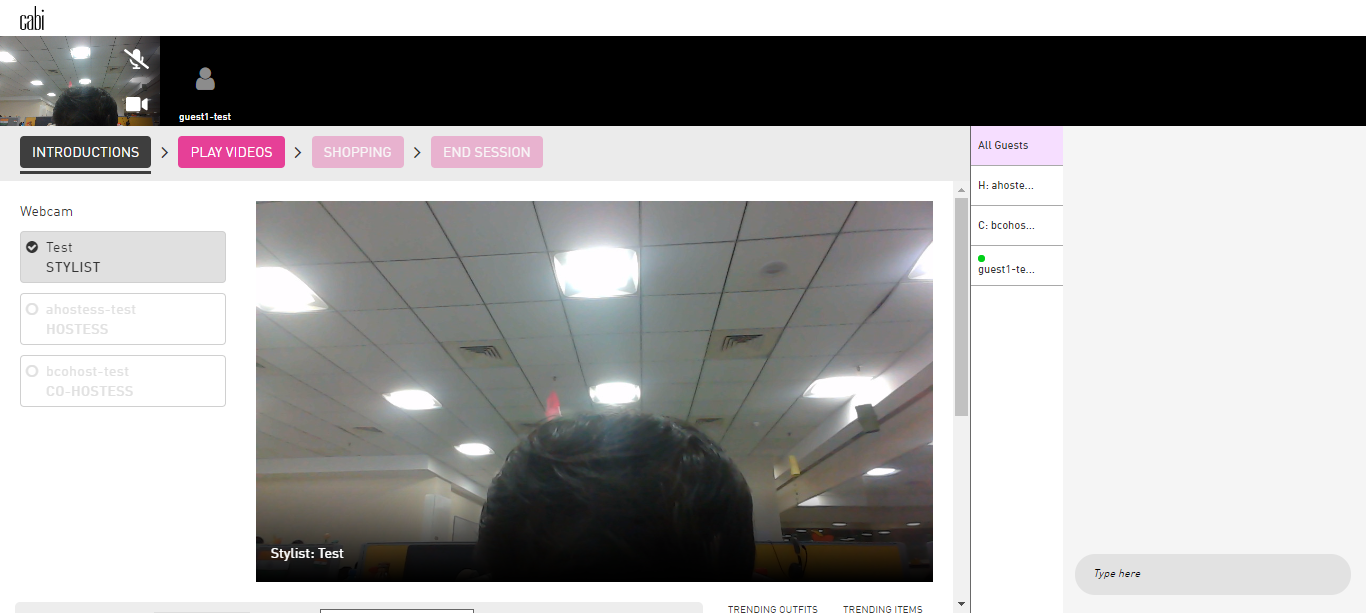 cabi
guest1-test
INTRODUCTIONS
PLAY VIDEOS
SHOPPING
END SESSION
All Guests
H: ahoste...
C: bcohos...
guest1-te...
Webcam
Test
STYLIST
ahostess-test
HOSTESS
bcohost-test
CO-HOSTESS
Stylist: Test
Type here
TRENDING OUTFITS
TRENDING ITEMS